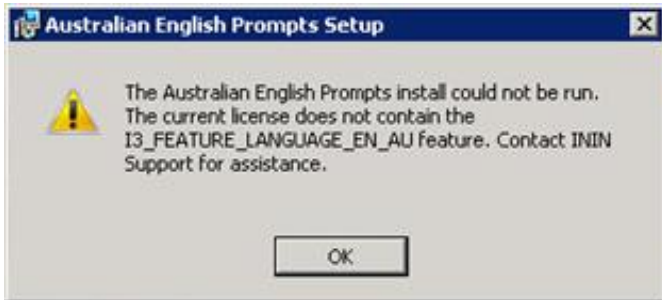 Australian English Prompts Setup
The Australian English Prompts install could not be run.
The current license does not contain the
I3_FEATURE_LANGUAGE_EN_AU feature. Contact ININ
Support for assistance.
OK